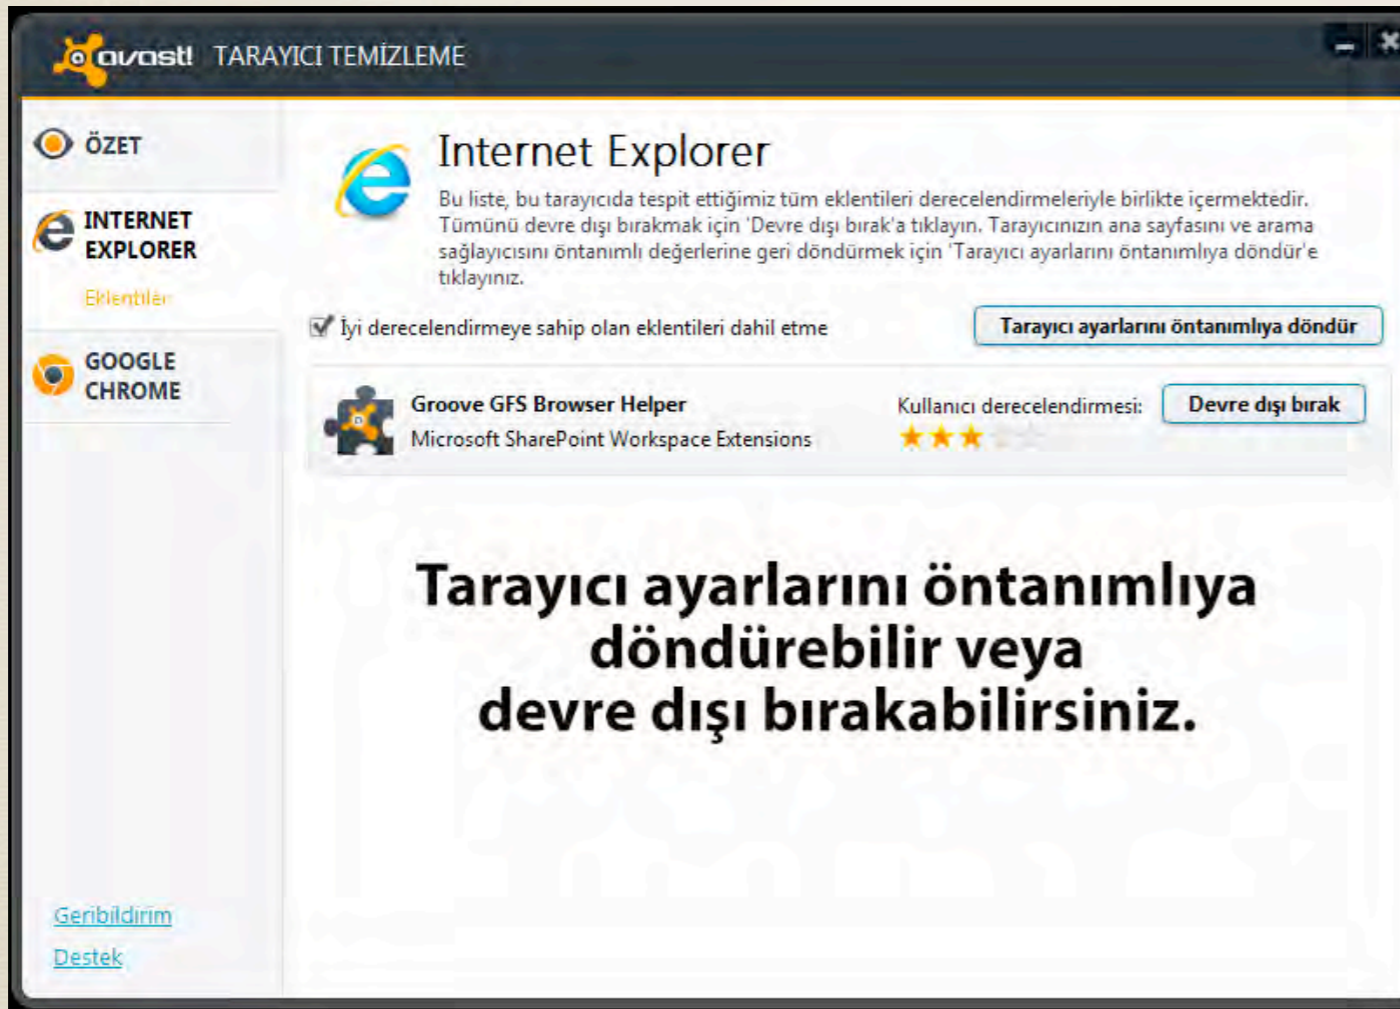 avast! TARAYICI TEMİZLEME
ÖZET
INTERNET
EXPLORER
Eklentiler
GOOGLE
CHROME
Geribildirim
Destek
Internet Explorer
Bu liste, bu tarayıcıda tespit ettiğimiz tüm eklentileri derecelendirmeleriyle birlikte içermektedir.
Tümünü devre dışı bırakmak için 'Devre dışı bırak'a tıklayın. Tarayıcınızın ana sayfasını ve arama
sağlayıcısını öntanımlı değerlerine geri döndürmek için 'Tarayıcı ayarlarını öntanımlıya döndür'e
tıklayınız.
İyi derecelendirmeye sahip olan eklentileri dahil etme
Tarayıcı ayarlarını öntanımlıya döndür
Groove GFS Browser Helper
Microsoft SharePoint Workspace Extensions
Kullanıcı derecelendirmesi:
Devre dışı bırak
Tarayıcı ayarlarını öntanımlıya
döndürebilir veya
devre dışı bırakabilirsiniz.